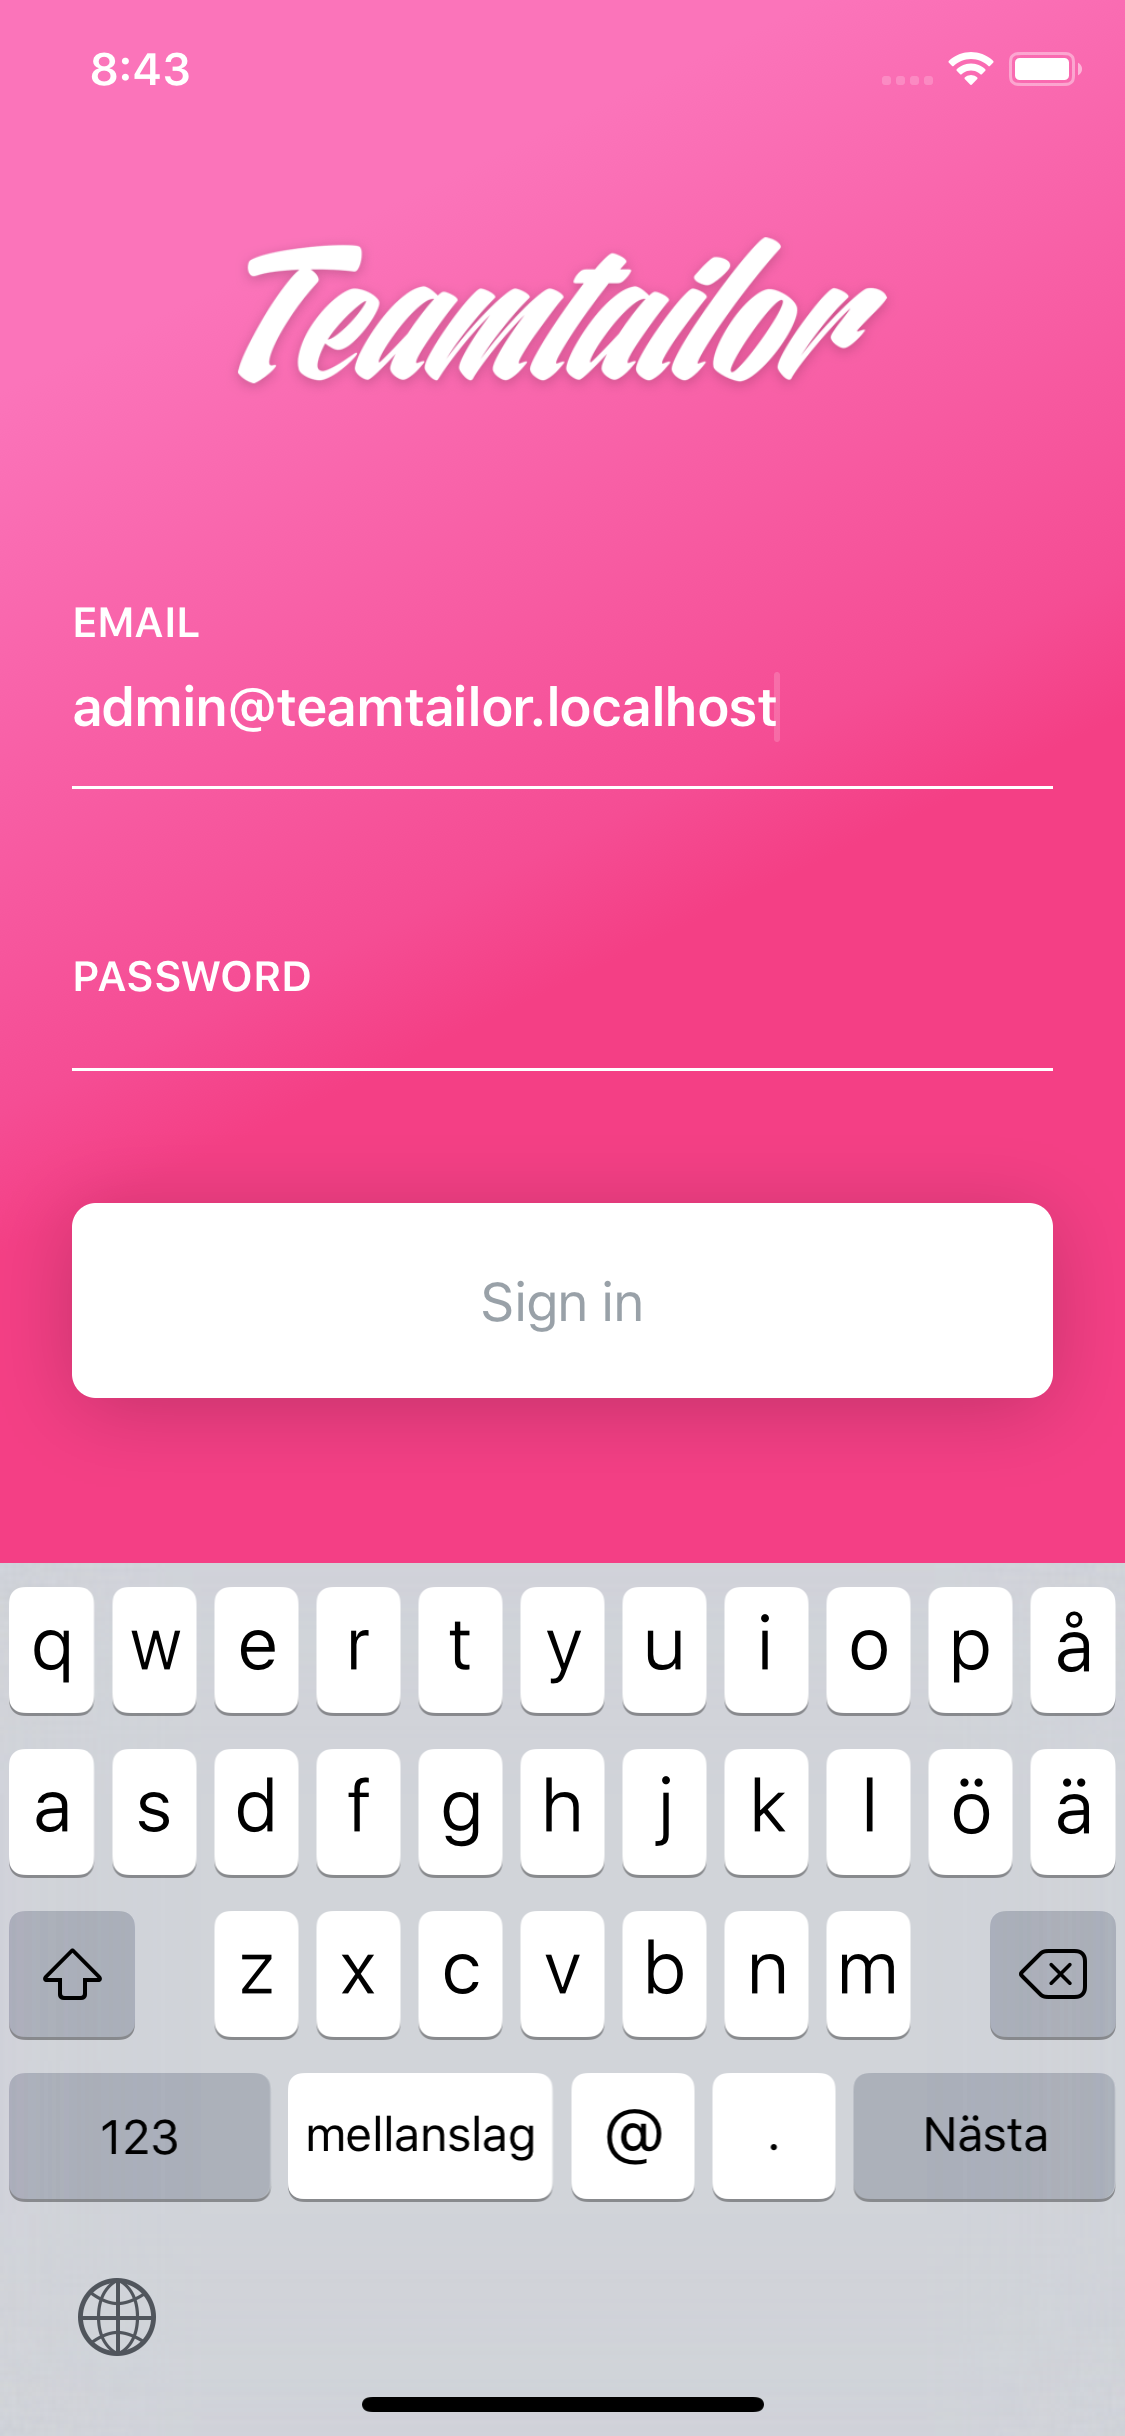 8:43
Teamtailor
EMAIL
admin@teamtailor.localhost
PASSWORD
Sign in
q w e r t y u i o p å
a s d f g h j k l ö ä
z x c v b n m
123 mellanslag @ . Nästa